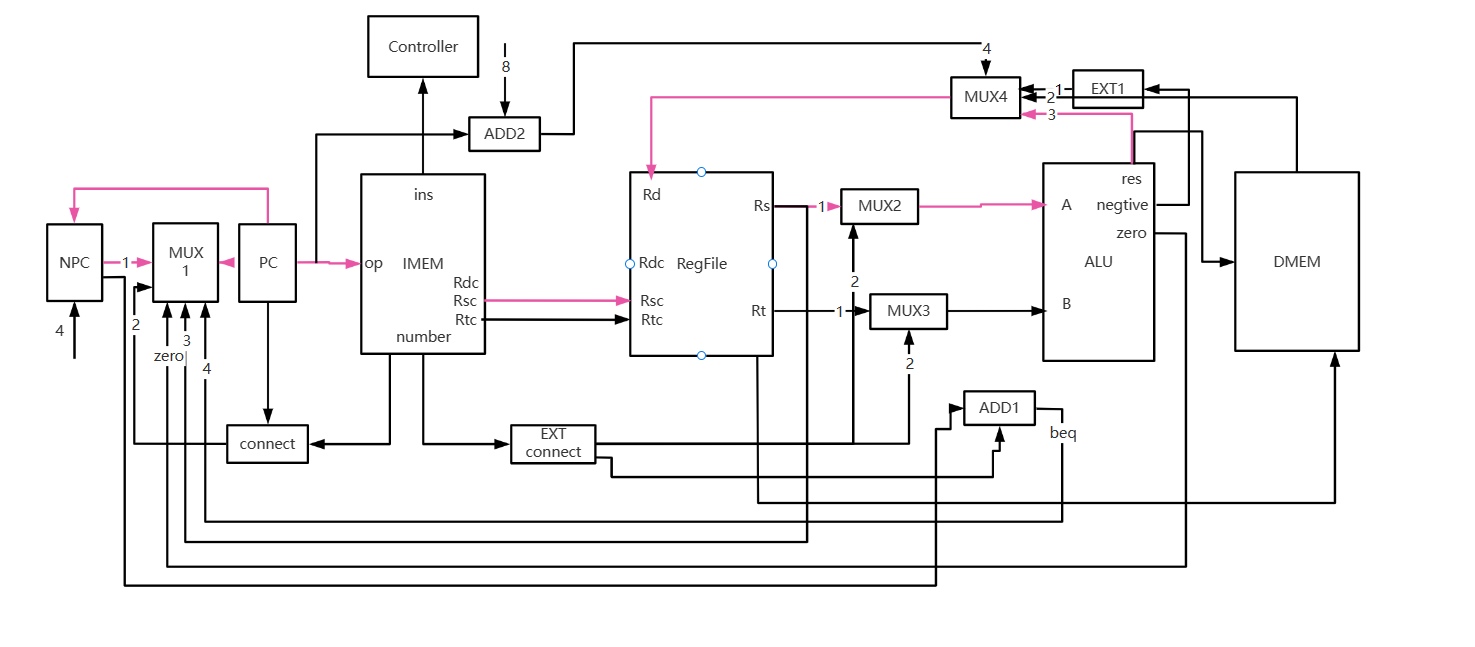 Controller
8
4
ADD2
MUX4
1
2
3
EXT1
ins
Rd
Rs
1
MUX2
res
A
negtive
zero
NPC
1
MUX
1
PC
op
IMEM
Rdc
RegFile
ALU
DMEM
Rdc
Rsc
Rtc
Rsc
Rtc
2
Rt
1
MUX3
B
number
4
2
3
zero
4
2
ADD1
beq
connect
EXT
connect